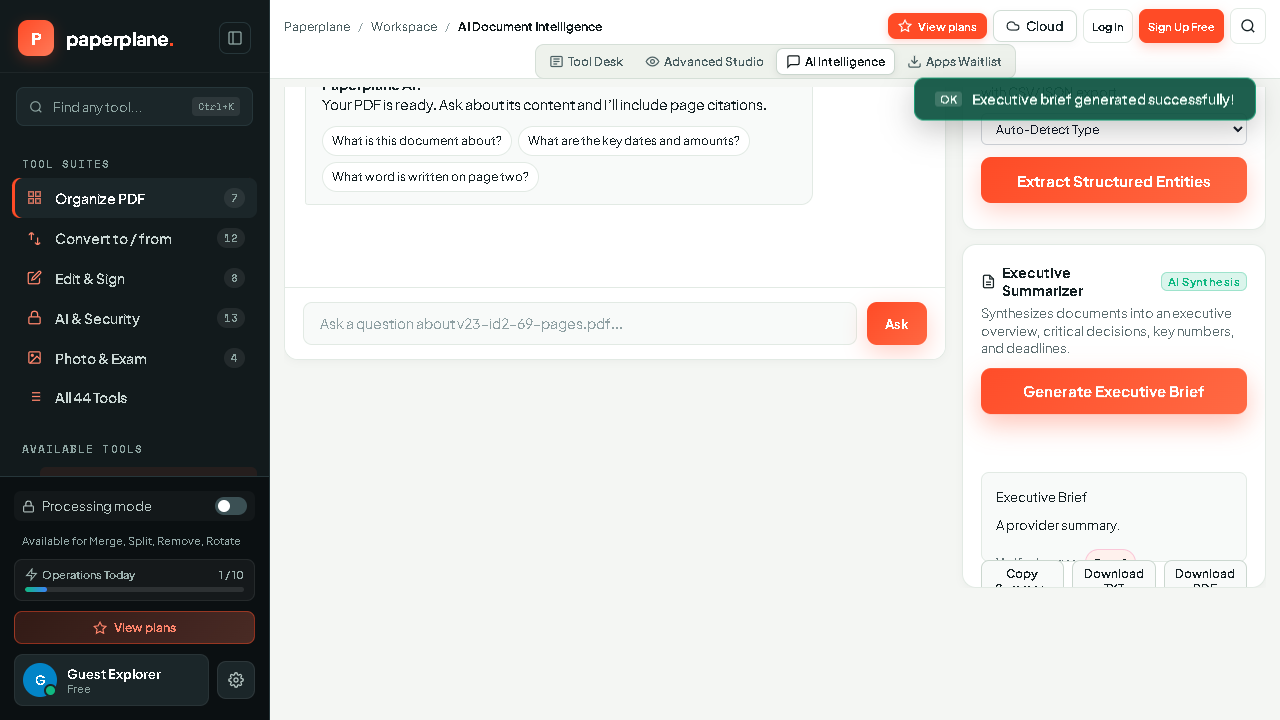 P paperplane.
Find any tool... Ctrl+K
TOOL SUITES
Organize PDF 7
Convert to / from 12
Edit & Sign 8
AI & Security 13
Photo & Exam 4
All 44 Tools
AVAILABLE TOOLS
Processing mode
Available for Merge, Split, Remove, Rotate
Operations Today 1/10
View plans
G Guest Explorer
Free
Paperplane / Workspace / AI Document Intelligence
View plans Cloud Log In Sign Up Free
Tool Desk Advanced Studio AI Intelligence Apps Waitlist
OK Executive brief generated successfully!
Paperplane AI:
Your PDF is ready. Ask about its content and I'll include page citations.
What is this document about? What are the key dates and amounts?
What word is written on page two?
Ask a question about v23-id2-69-pages.pdf... Ask
Auto-Detect Type
Extract Structured Entities
Executive
Summarizer
AI Synthesis
Synthesizes documents into an executive
overview, critical decisions, key numbers,
and deadlines.
Generate Executive Brief
Executive Brief
A provider summary.
Copy
Download
TXT
Download
PDF